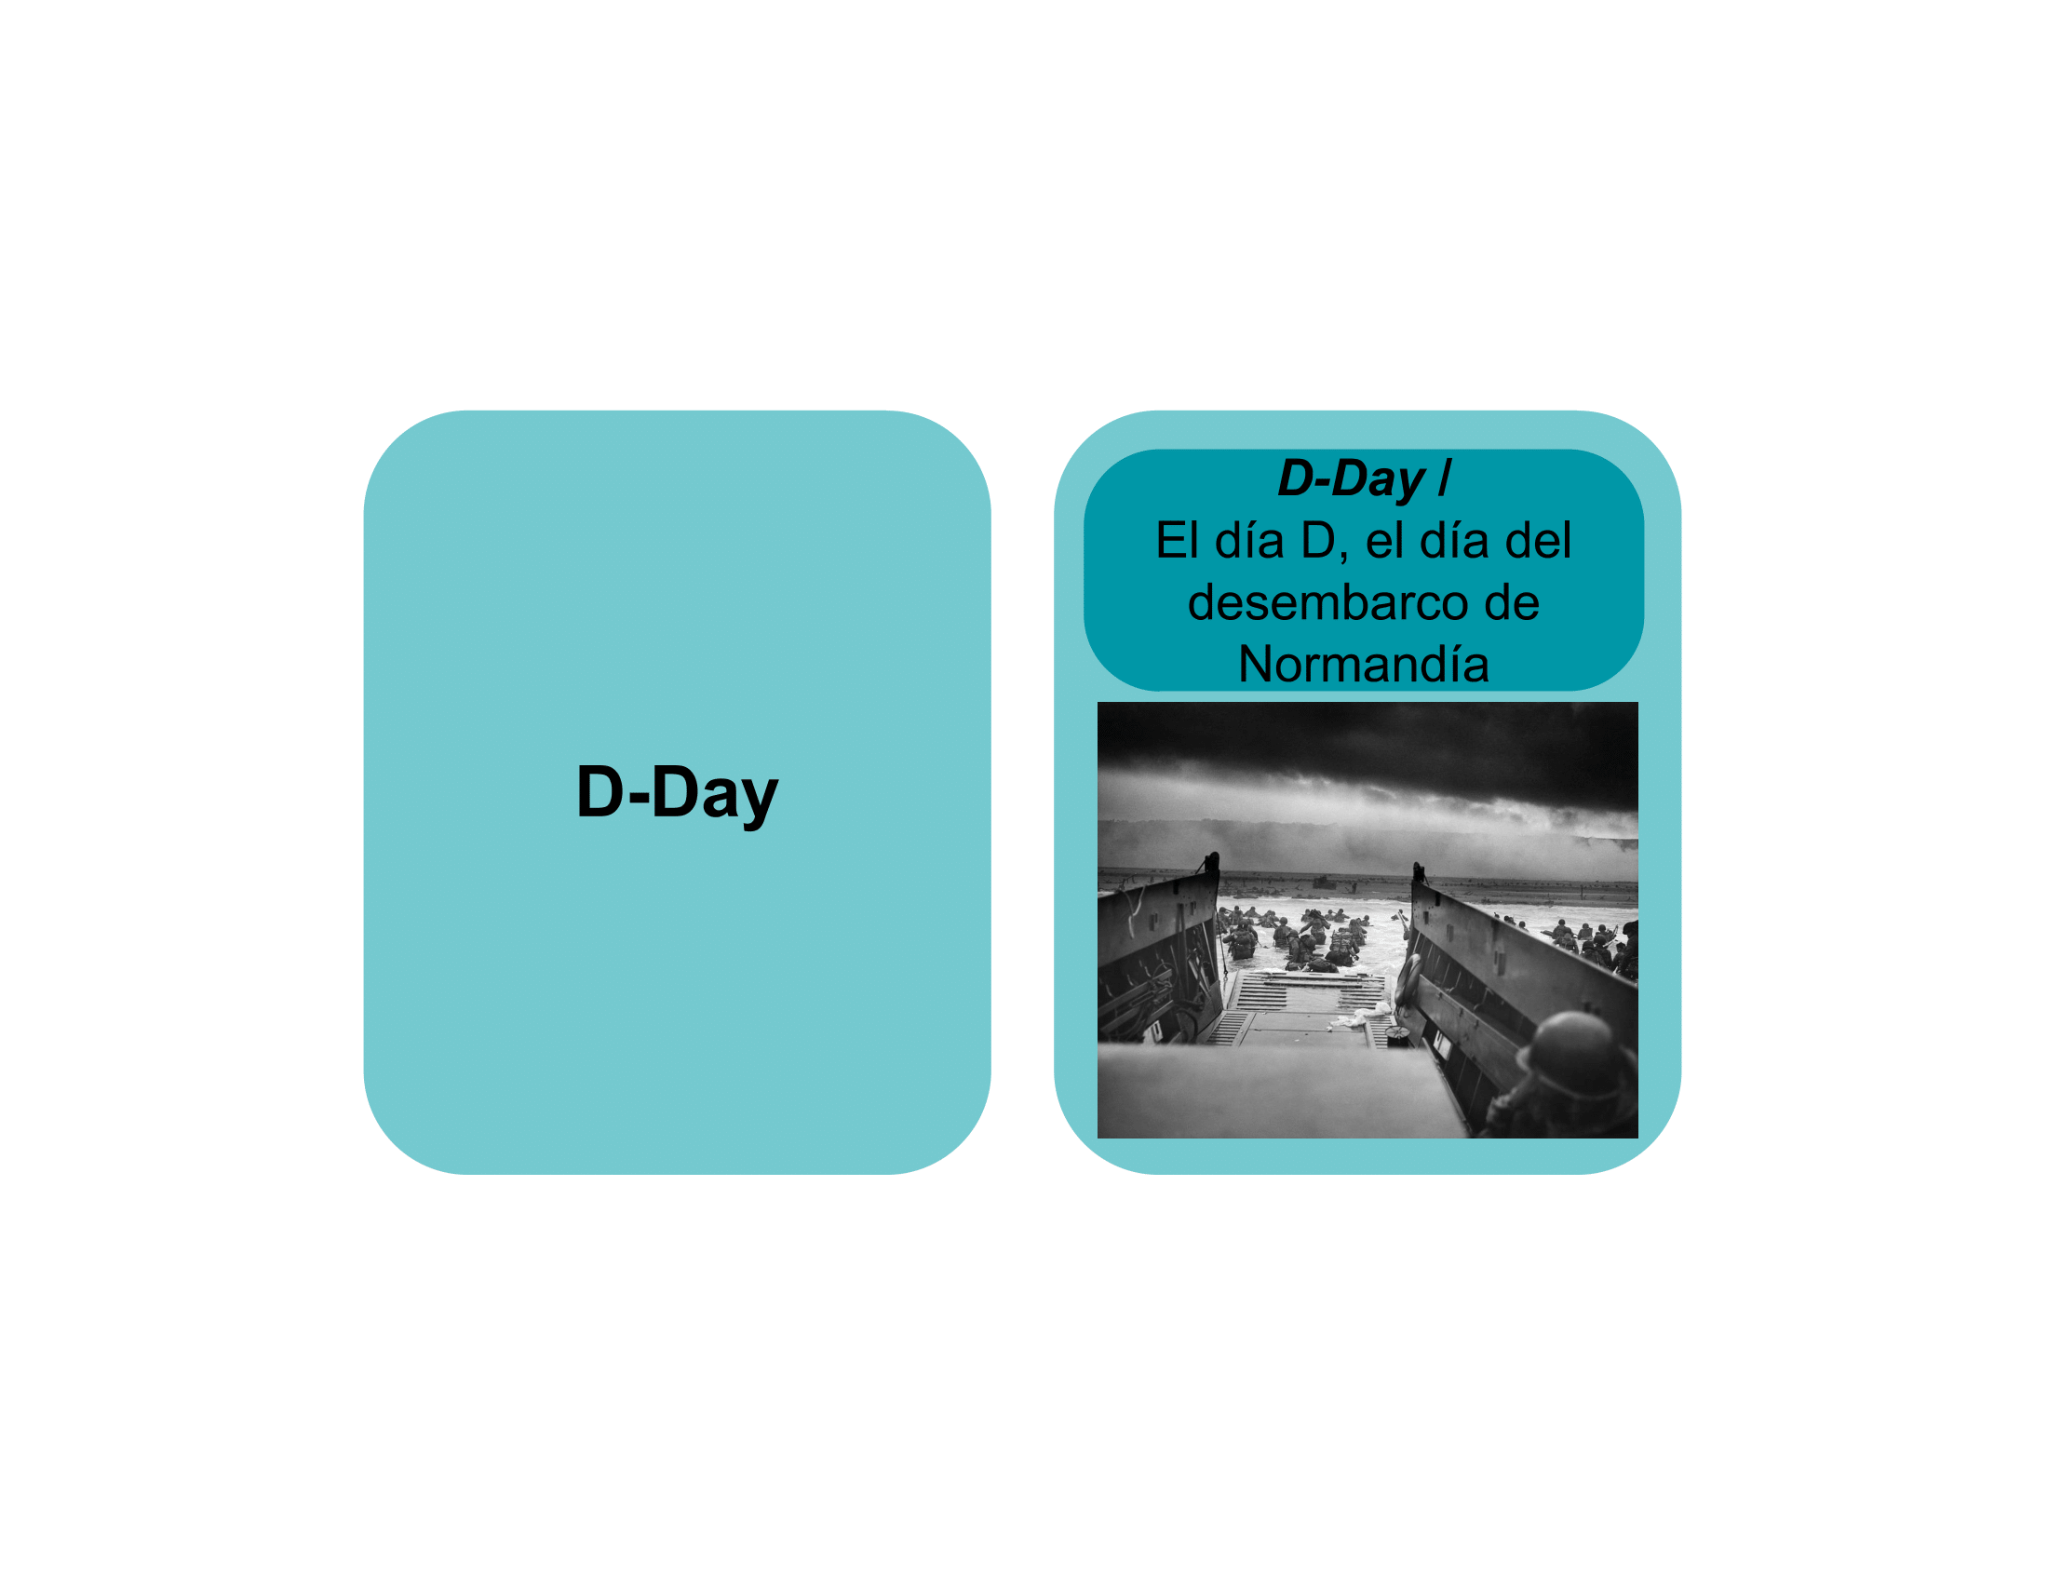 D-Day
D-Day /
El día D, el día del
desembarco de
Normandía